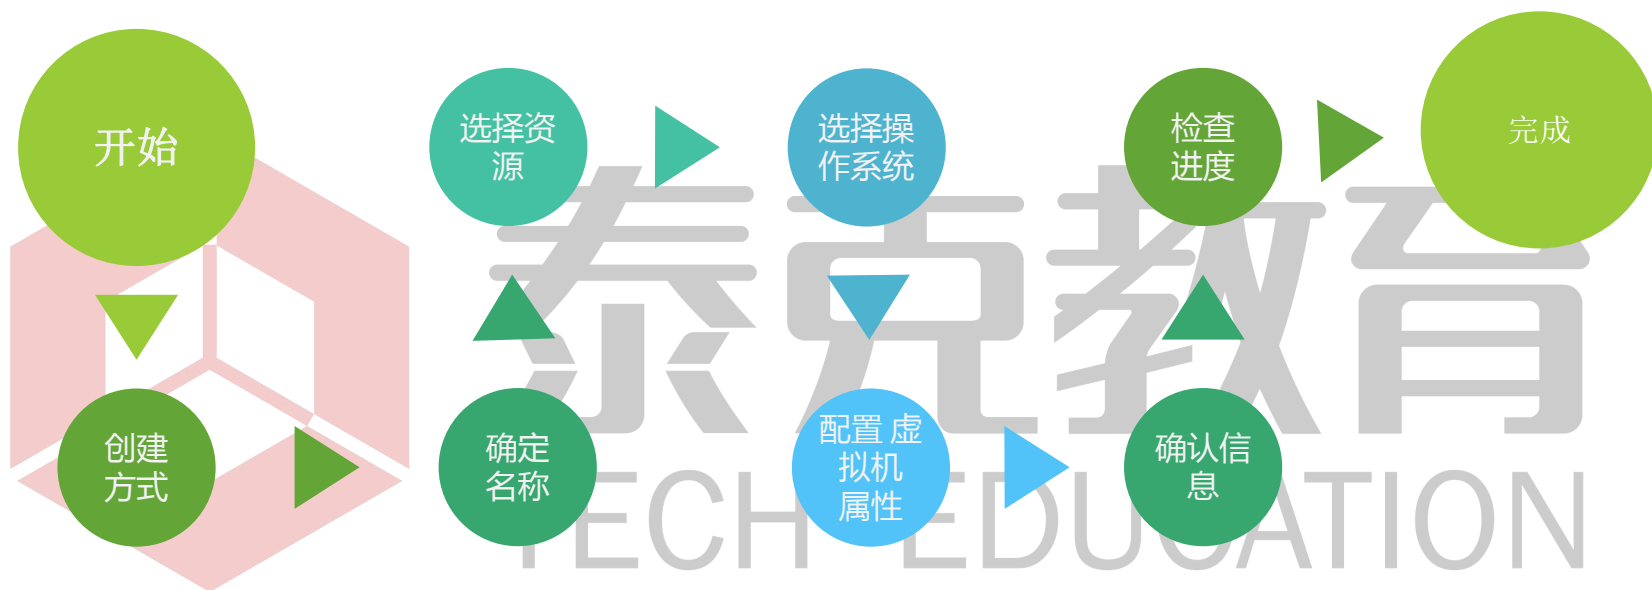 开始
创建
方式
确定
名称
选择资
源
选择操
作系统
配置 虚
拟机
属性
确认信
息
检查
进度
完成
泰克教育
TECH EDUCATION